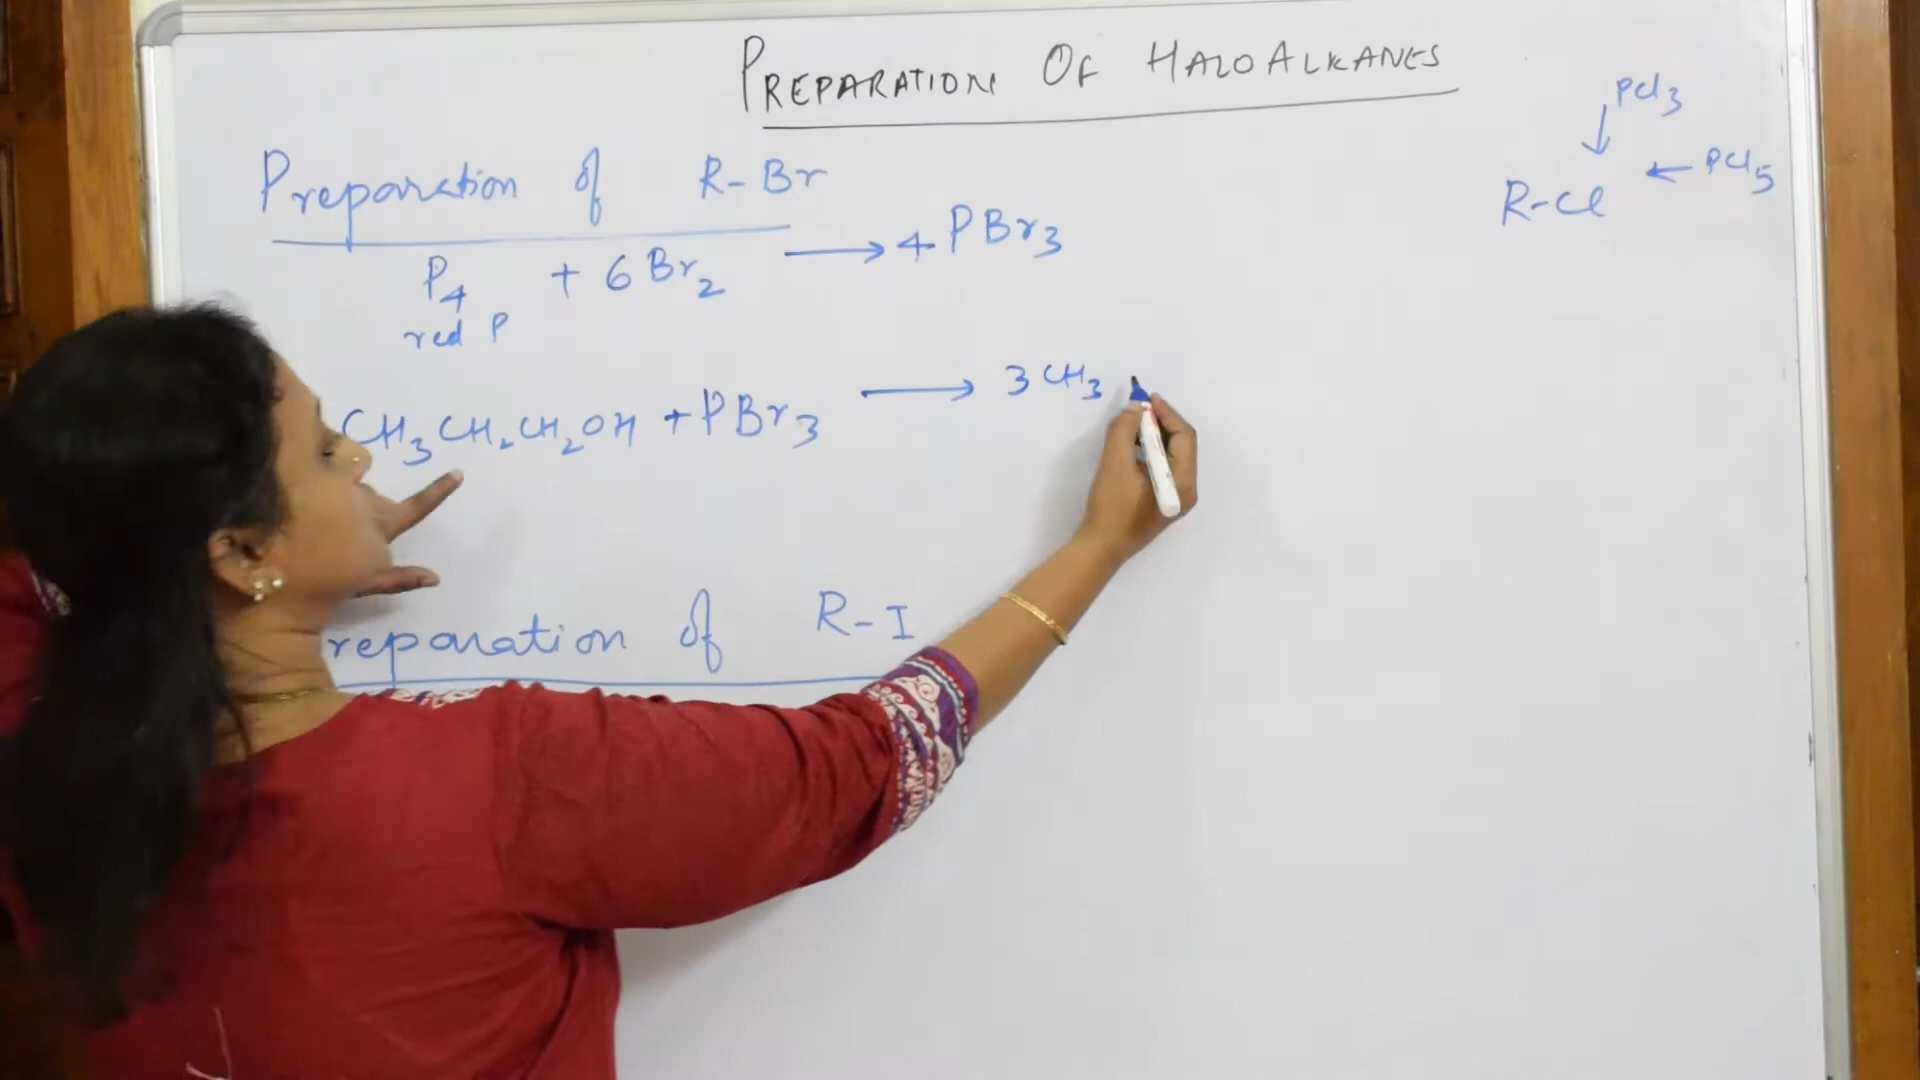 PREPARATION OF HALOALKANES
PCl3
↓
R-Cl ← PCl5
Preparation of R-Br
P4 + 6Br2 → 4PBr3
red P
CH3CH2CH2OH + PBr3 → 3CH3
reparation of R-I